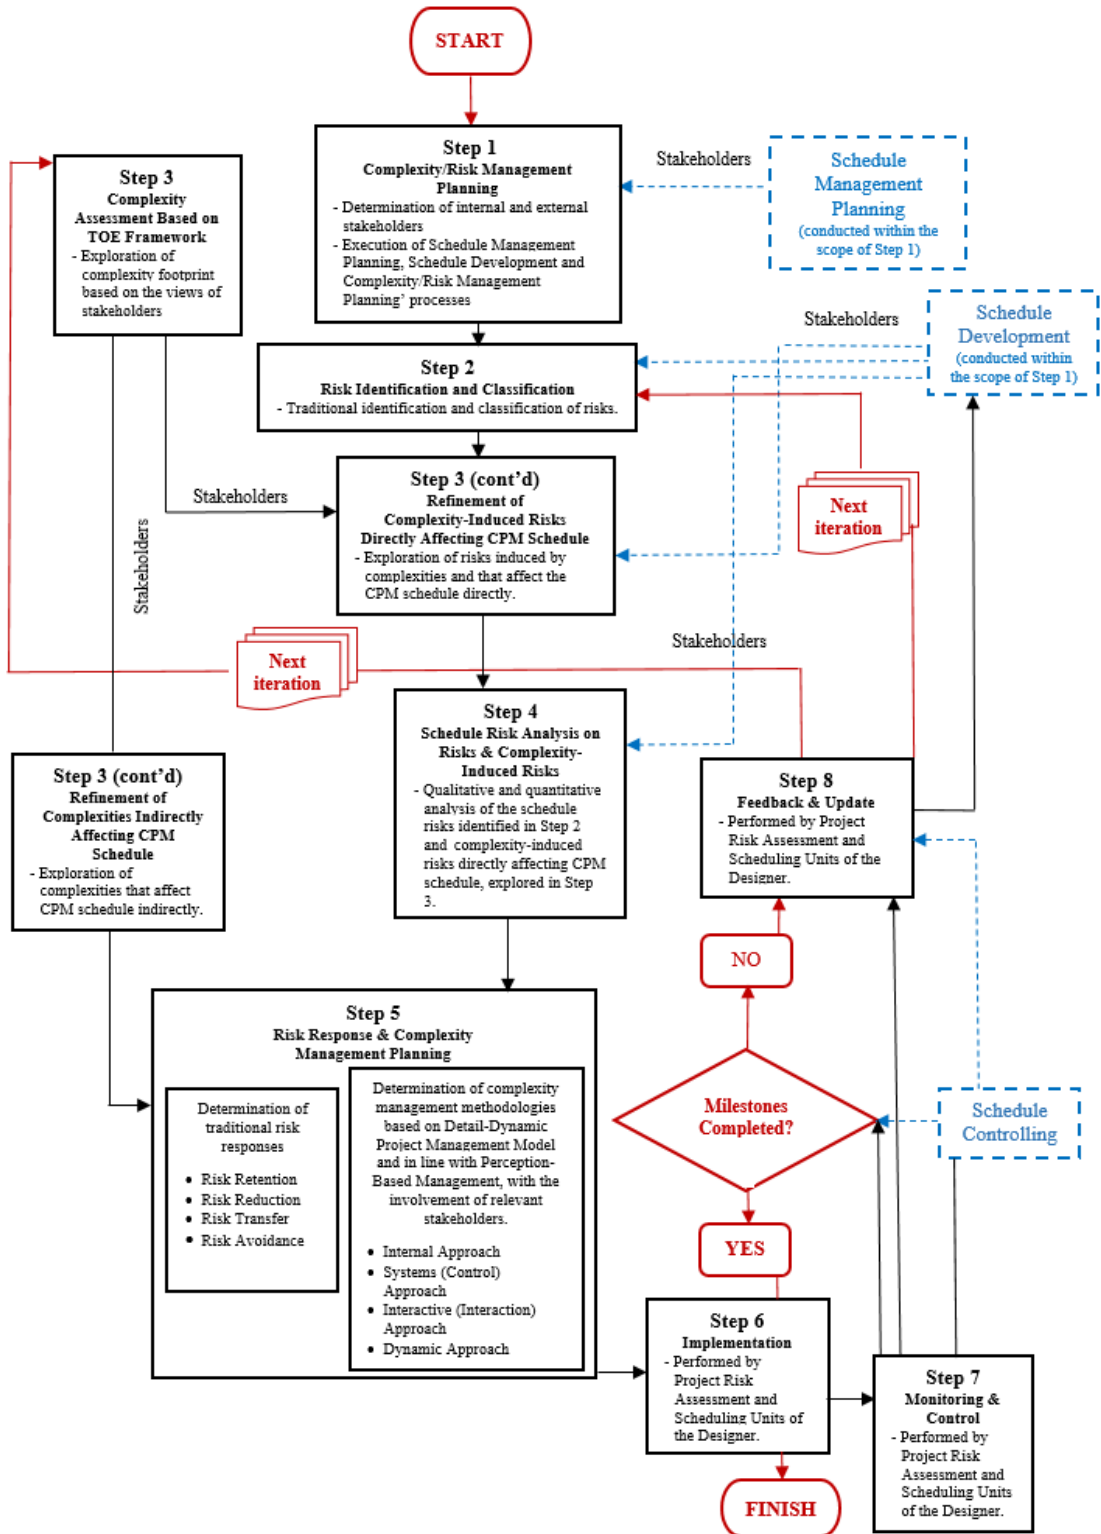 START
Step 1
Complexity/Risk Management
Planning
- Determination of internal and external
stakeholders
- Execution of Schedule Management
Planning, Schedule Development and
Complexity/Risk Management
Planning’ processes
Stakeholders
Schedule
Management
Planning
(conducted within the
scope of Step 1)
Step 3
Complexity
Assessment Based on
TOE Framework
- Exploration of
complexity footprint
based on the views of
stakeholders
Stakeholders
Schedule
Development
(conducted within
the scope of Step 1)
Step 2
Risk Identification and Classification
- Traditional identification and classification of risks.
Step 3 (cont’d)
Refinement of
Complexity-Induced Risks
Directly Affecting CPM Schedule
- Exploration of risks induced by
complexities and that affect the
CPM schedule directly.
Stakeholders
Stakeholders
Next
iteration
Stakeholders
Next
iteration
Step 4
Schedule Risk Analysis on
Risks & Complexity-
Induced Risks
- Qualitative and quantitative
analysis of the schedule
risks identified in Step 2
and complexity-induced
risks directly affecting CPM
schedule, explored in Step
3.
Step 3 (cont’d)
Refinement of
Complexities Indirectly
Affecting CPM
Schedule
- Exploration of
complexities that affect
CPM schedule indirectly.
Step 8
Feedback & Update
- Performed by Project
Risk Assessment and
Scheduling Units of the
Designer.
NO
Step 5
Risk Response & Complexity
Management Planning
Determination of
traditional risk
responses
• Risk Retention
• Risk Reduction
• Risk Transfer
• Risk Avoidance
Determination of complexity
management methodologies
based on Detail-Dynamic
Project Management Model
and in line with Perception-
Based Management, with the
involvement of relevant
stakeholders.
• Internal Approach
• Systems (Control)
Approach
• Interactive (Interaction)
Approach
• Dynamic Approach
Milestones
Completed?
Schedule
Controlling
YES
Step 6
Implementation
- Performed by
Project Risk
Assessment and
Scheduling Units of
the Designer.
Step 7
Monitoring &
Control
- Performed by
Project Risk
Assessment and
Scheduling Units
of the Designer.
FINISH